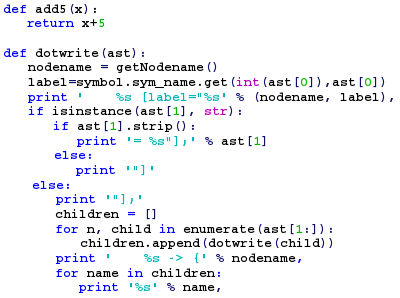 def add5(x):
    return x+5

def dotwrite(ast):
    nodename = getNodename()
    label=symbol.sym_name.get(int(ast[0]),ast[0])
    print '    %s [label="%s' % (nodename, label),
    if isinstance(ast[1], str):
        if ast[1].strip():
            print '= %s"];' % ast[1]
        else:
            print '"]'
    else:
        print '"];'
        children = []
        for n, child in enumerate(ast[1:]):
            children.append(dotwrite(child))
        print '    %s -> {' % nodename,
        for name in children:
            print '%s' % name,